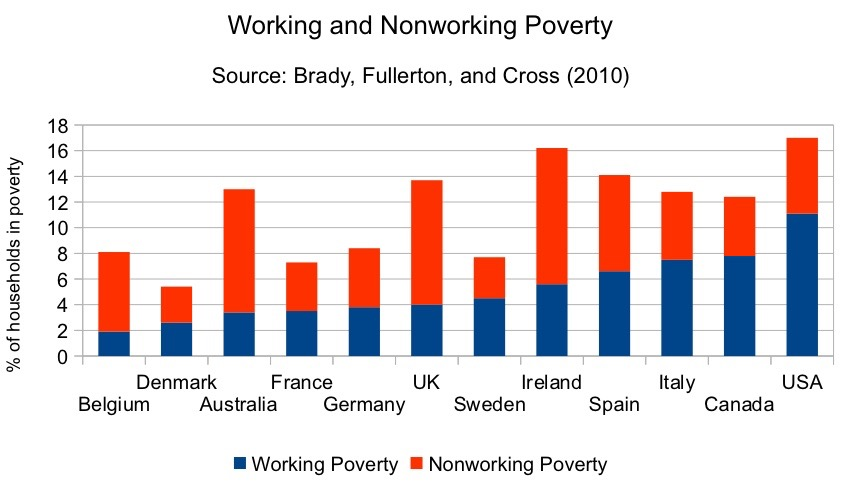 Working and Nonworking Poverty
Source: Brady, Fullerton, and Cross (2010)
% of households in poverty
18
16
14
12
10
8
6
4
2
0
Denmark France UK Ireland Italy USA
Belgium Australia Germany Sweden Spain Canada
Working Poverty Nonworking Poverty